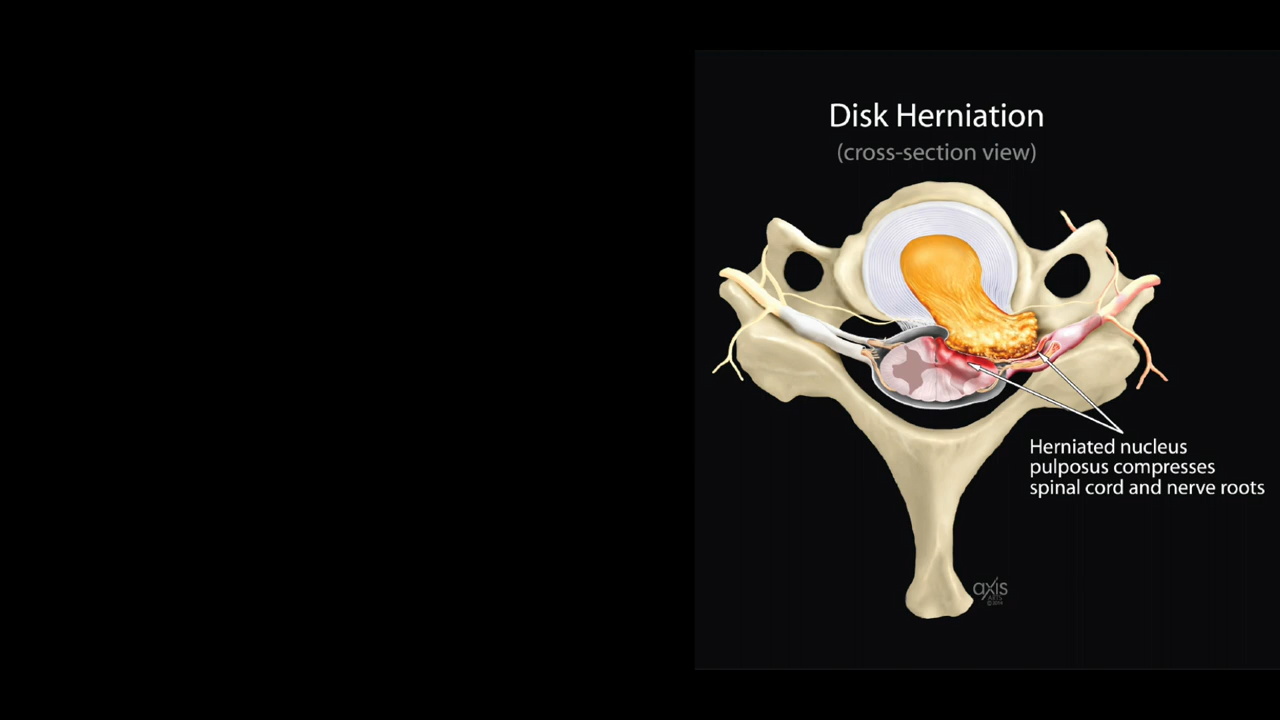 Disk Herniation
(cross-section view)
Herniated nucleus
pulposus compresses
spinal cord and nerve roots
axis